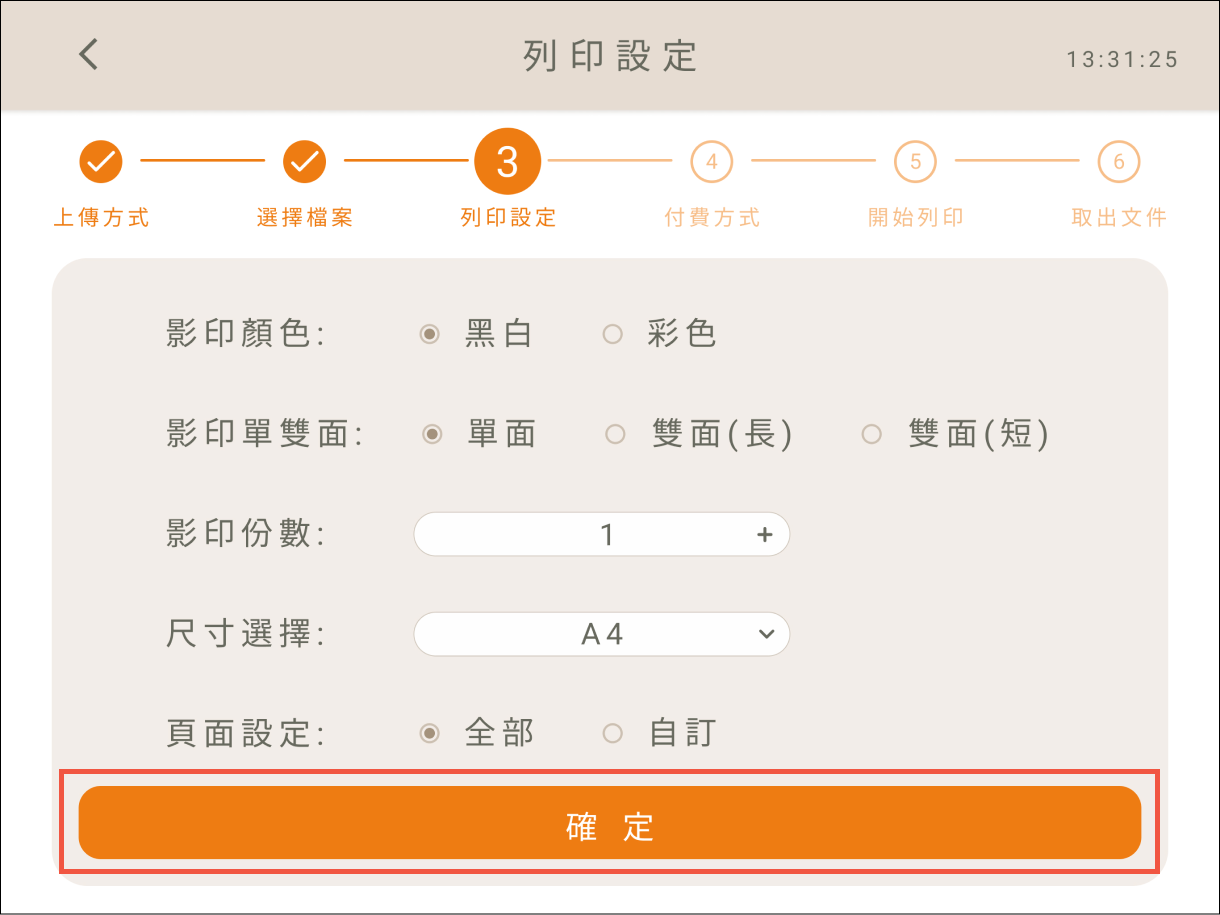 列印設定
13:31:25
3 4 5 6
上傳方式 選擇檔案 列印設定 付費方式 開始列印 取出文件
影印顏色: 黑白 彩色
影印單雙面: 單面 雙面(長) 雙面(短)
影印份數: 1 +
尺寸選擇: A4
頁面設定: 全部 自訂
確定